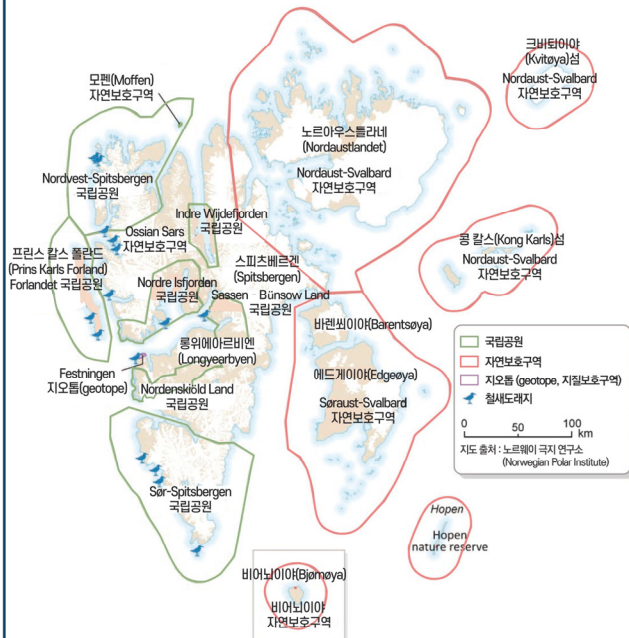 크비퇴이야
(Kvitøya)섬
Nordaust-Svalbard
자연보호구역
모펜(Moffen)
자연보호구역
노르아우스틀라네
(Nordaustlandet)
Nordaust-Svalbard
자연보호구역
Nordvest-Spitsbergen
국립공원
Indre Wijdefjorden
국립공원
Ossian Sars
자연보호구역
콩 칼스(Kong Karls)섬
Nordaust-Svalbard
자연보호구역
프린스 칼스 폴란드
(Prins Karls Forland)
Forlandet 국립공원
스피츠베르겐
(Spitsbergen)
Nordre Isfjorden
국립공원
Sassen
Bünsow Land
국립공원
바렌쇠이야(Barentsøya)
롱위에아르비엔
(Longyearbyen)
Festningen
지오톱(geotope)
Nordenskiöld Land
국립공원
에드게이야(Edgeøya)
Søraust-Svalbard
자연보호구역
국립공원
자연보호구역
지오톱 (geotope, 지질보호구역)
철새도래지
0 50 100
km
지도 출처 : 노르웨이 극지 연구소
(Norwegian Polar Institute)
Sør-Spitsbergen
국립공원
Hopen
Hopen
nature reserve
비어뇌이야(Bjørnøya)
비어뇌이야
자연보호구역